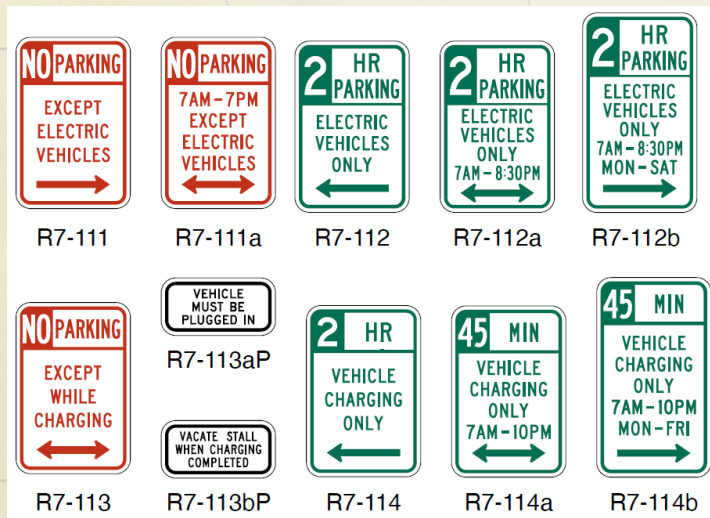 NO PARKING
EXCEPT
ELECTRIC
VEHICLES
R7-111
NO PARKING
7AM-7PM
EXCEPT
ELECTRIC
VEHICLES
R7-111a
2 HR
PARKING
ELECTRIC
VEHICLES
ONLY
R7-112
2 HR
PARKING
ELECTRIC
VEHICLES
ONLY
7AM-8:30PM
R7-112a
2 HR
PARKING
ELECTRIC
VEHICLES
ONLY
7AM-8:30PM
MON-SAT
R7-112b
NO PARKING
EXCEPT
WHILE
CHARGING
R7-113
VEHICLE
MUST BE
PLUGGED IN
R7-113aP
VACATE STALL
WHEN CHARGING
COMPLETED
R7-113bP
2 HR
VEHICLE
CHARGING
ONLY
R7-114
45 MIN
VEHICLE
CHARGING
ONLY
7AM-10PM
R7-114a
45 MIN
VEHICLE
CHARGING
ONLY
7AM-10PM
MON-FRI
R7-114b